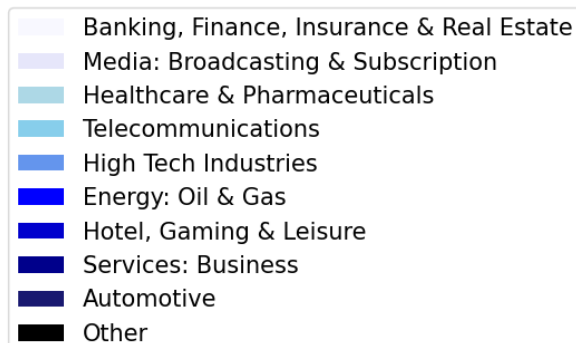 Banking, Finance, Insurance & Real Estate
Media: Broadcasting & Subscription
Healthcare & Pharmaceuticals
Telecommunications
High Tech Industries
Energy: Oil & Gas
Hotel, Gaming & Leisure
Services: Business
Automotive
Other